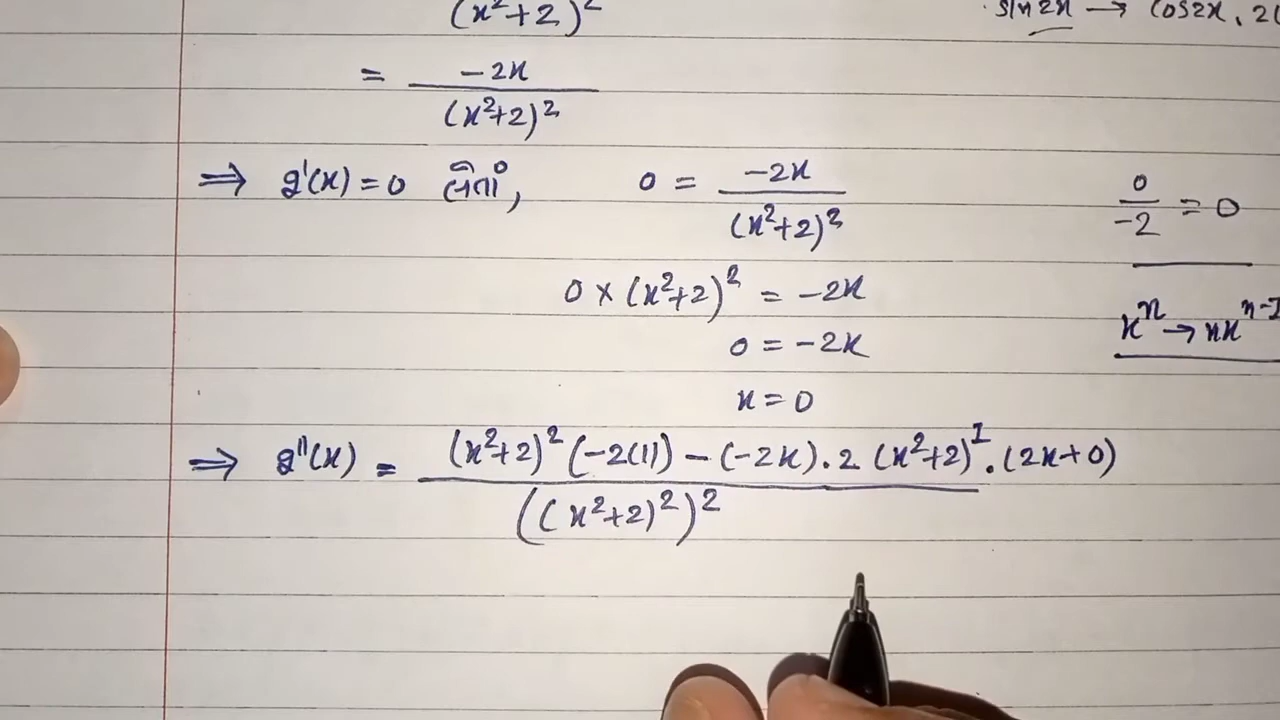 (x²+2)²
sin2x → cos2x . 2(
= -2x / (x²+2)²
⇒ g'(x) = 0 લેતાં, 0 = -2x / (x²+2)²
0 × (x²+2)² = -2x
0 = -2x
x = 0
0 / -2 = 0
xⁿ → nxⁿ⁻¹
⇒ g''(x) = (x²+2)² (-2(1)) - (-2x) . 2 (x²+2)¹ . (2x+0) / ((x²+2)²)²